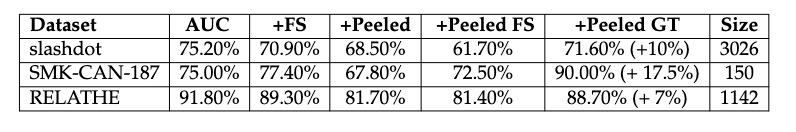 Dataset AUC +FS +Peeled +Peeled FS +Peeled GT Size
slashdot 75.20% 70.90% 68.50% 61.70% 71.60% (+10%) 3026
SMK-CAN-187 75.00% 77.40% 67.80% 72.50% 90.00% (+ 17.5%) 150
RELATHE 91.80% 89.30% 81.70% 81.40% 88.70% (+ 7%) 1142